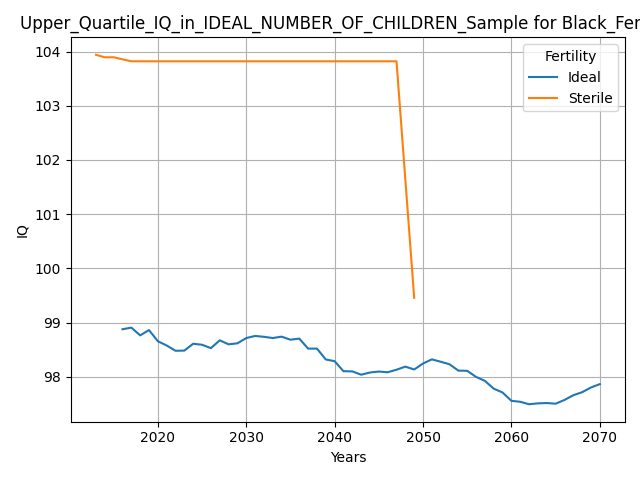 Upper_Quartile_IQ_in_IDEAL_NUMBER_OF_CHILDREN_Sample for Black_Fer
104
103
102
101
100
99
98
IQ
Fertility
Ideal
Sterile
2020 2030 2040 2050 2060 2070
Years